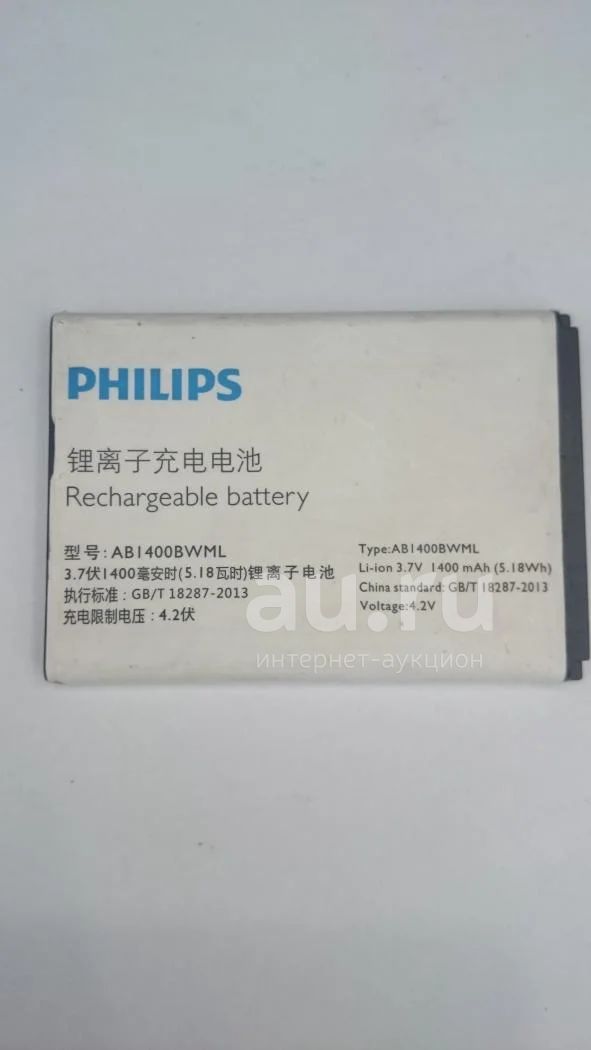 PHILIPS
锂离子充电电池
Rechargeable battery
型号: AB1400BWML
3.7伏1400毫安时(5.18瓦时)锂离子电池
执行标准: GB/T 18287-2013
充电限制电压: 4.2伏
Type:AB1400BWML
Li-ion 3.7V 1400 mAh (5.18Wh)
China standard: GB/T 18287-2013
Voltage:4.2V
au.ru
интернет-аукцион